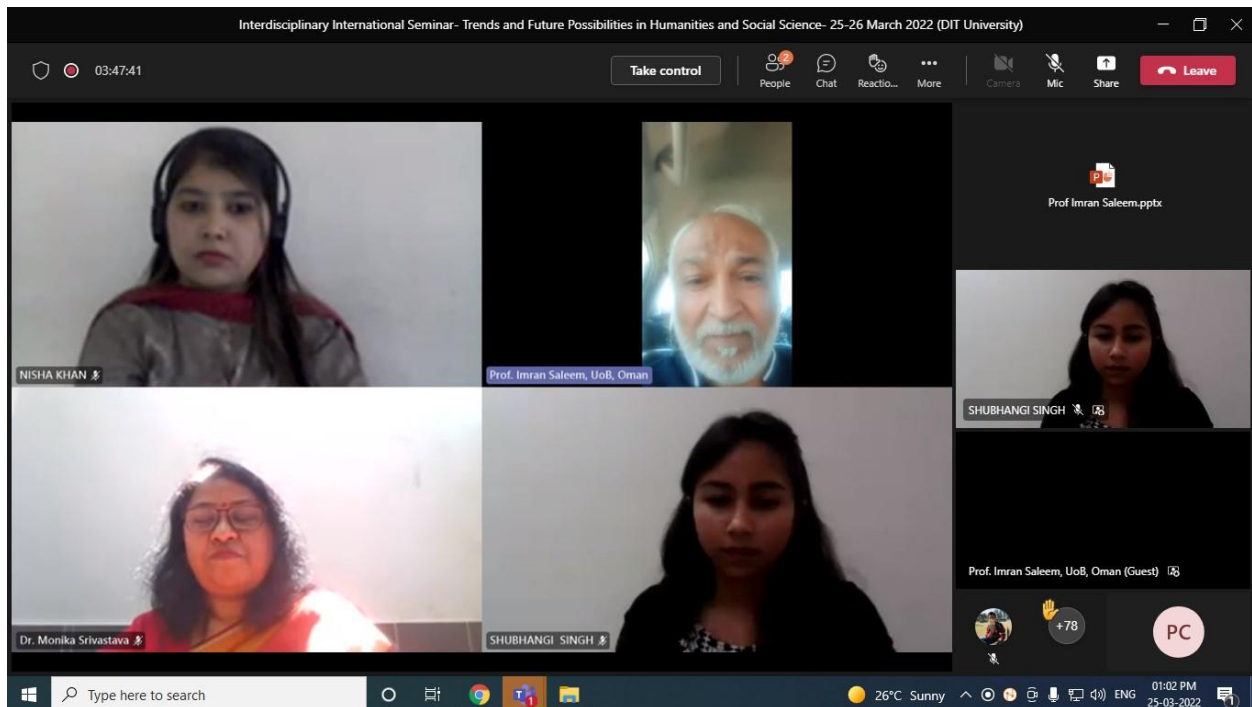 Interdisciplinary International Seminar- Trends and Future Possibilities in Humanities and Social Science- 25-26 March 2022 (DIT University)
03:47:41
Take control
2
People
Chat
Reactio...
More
Camera
Mic
Share
Leave
NISHA KHAN
Prof. Imran Saleem, UoB, Oman
Prof Imran Saleem.pptx
SHUBHANGI SINGH
Dr. Monika Srivastava
SHUBHANGI SINGH
Prof. Imran Saleem, UoB, Oman (Guest)
+78
PC
Type here to search
26°C Sunny
ENG
01:02 PM
25-03-2022
1